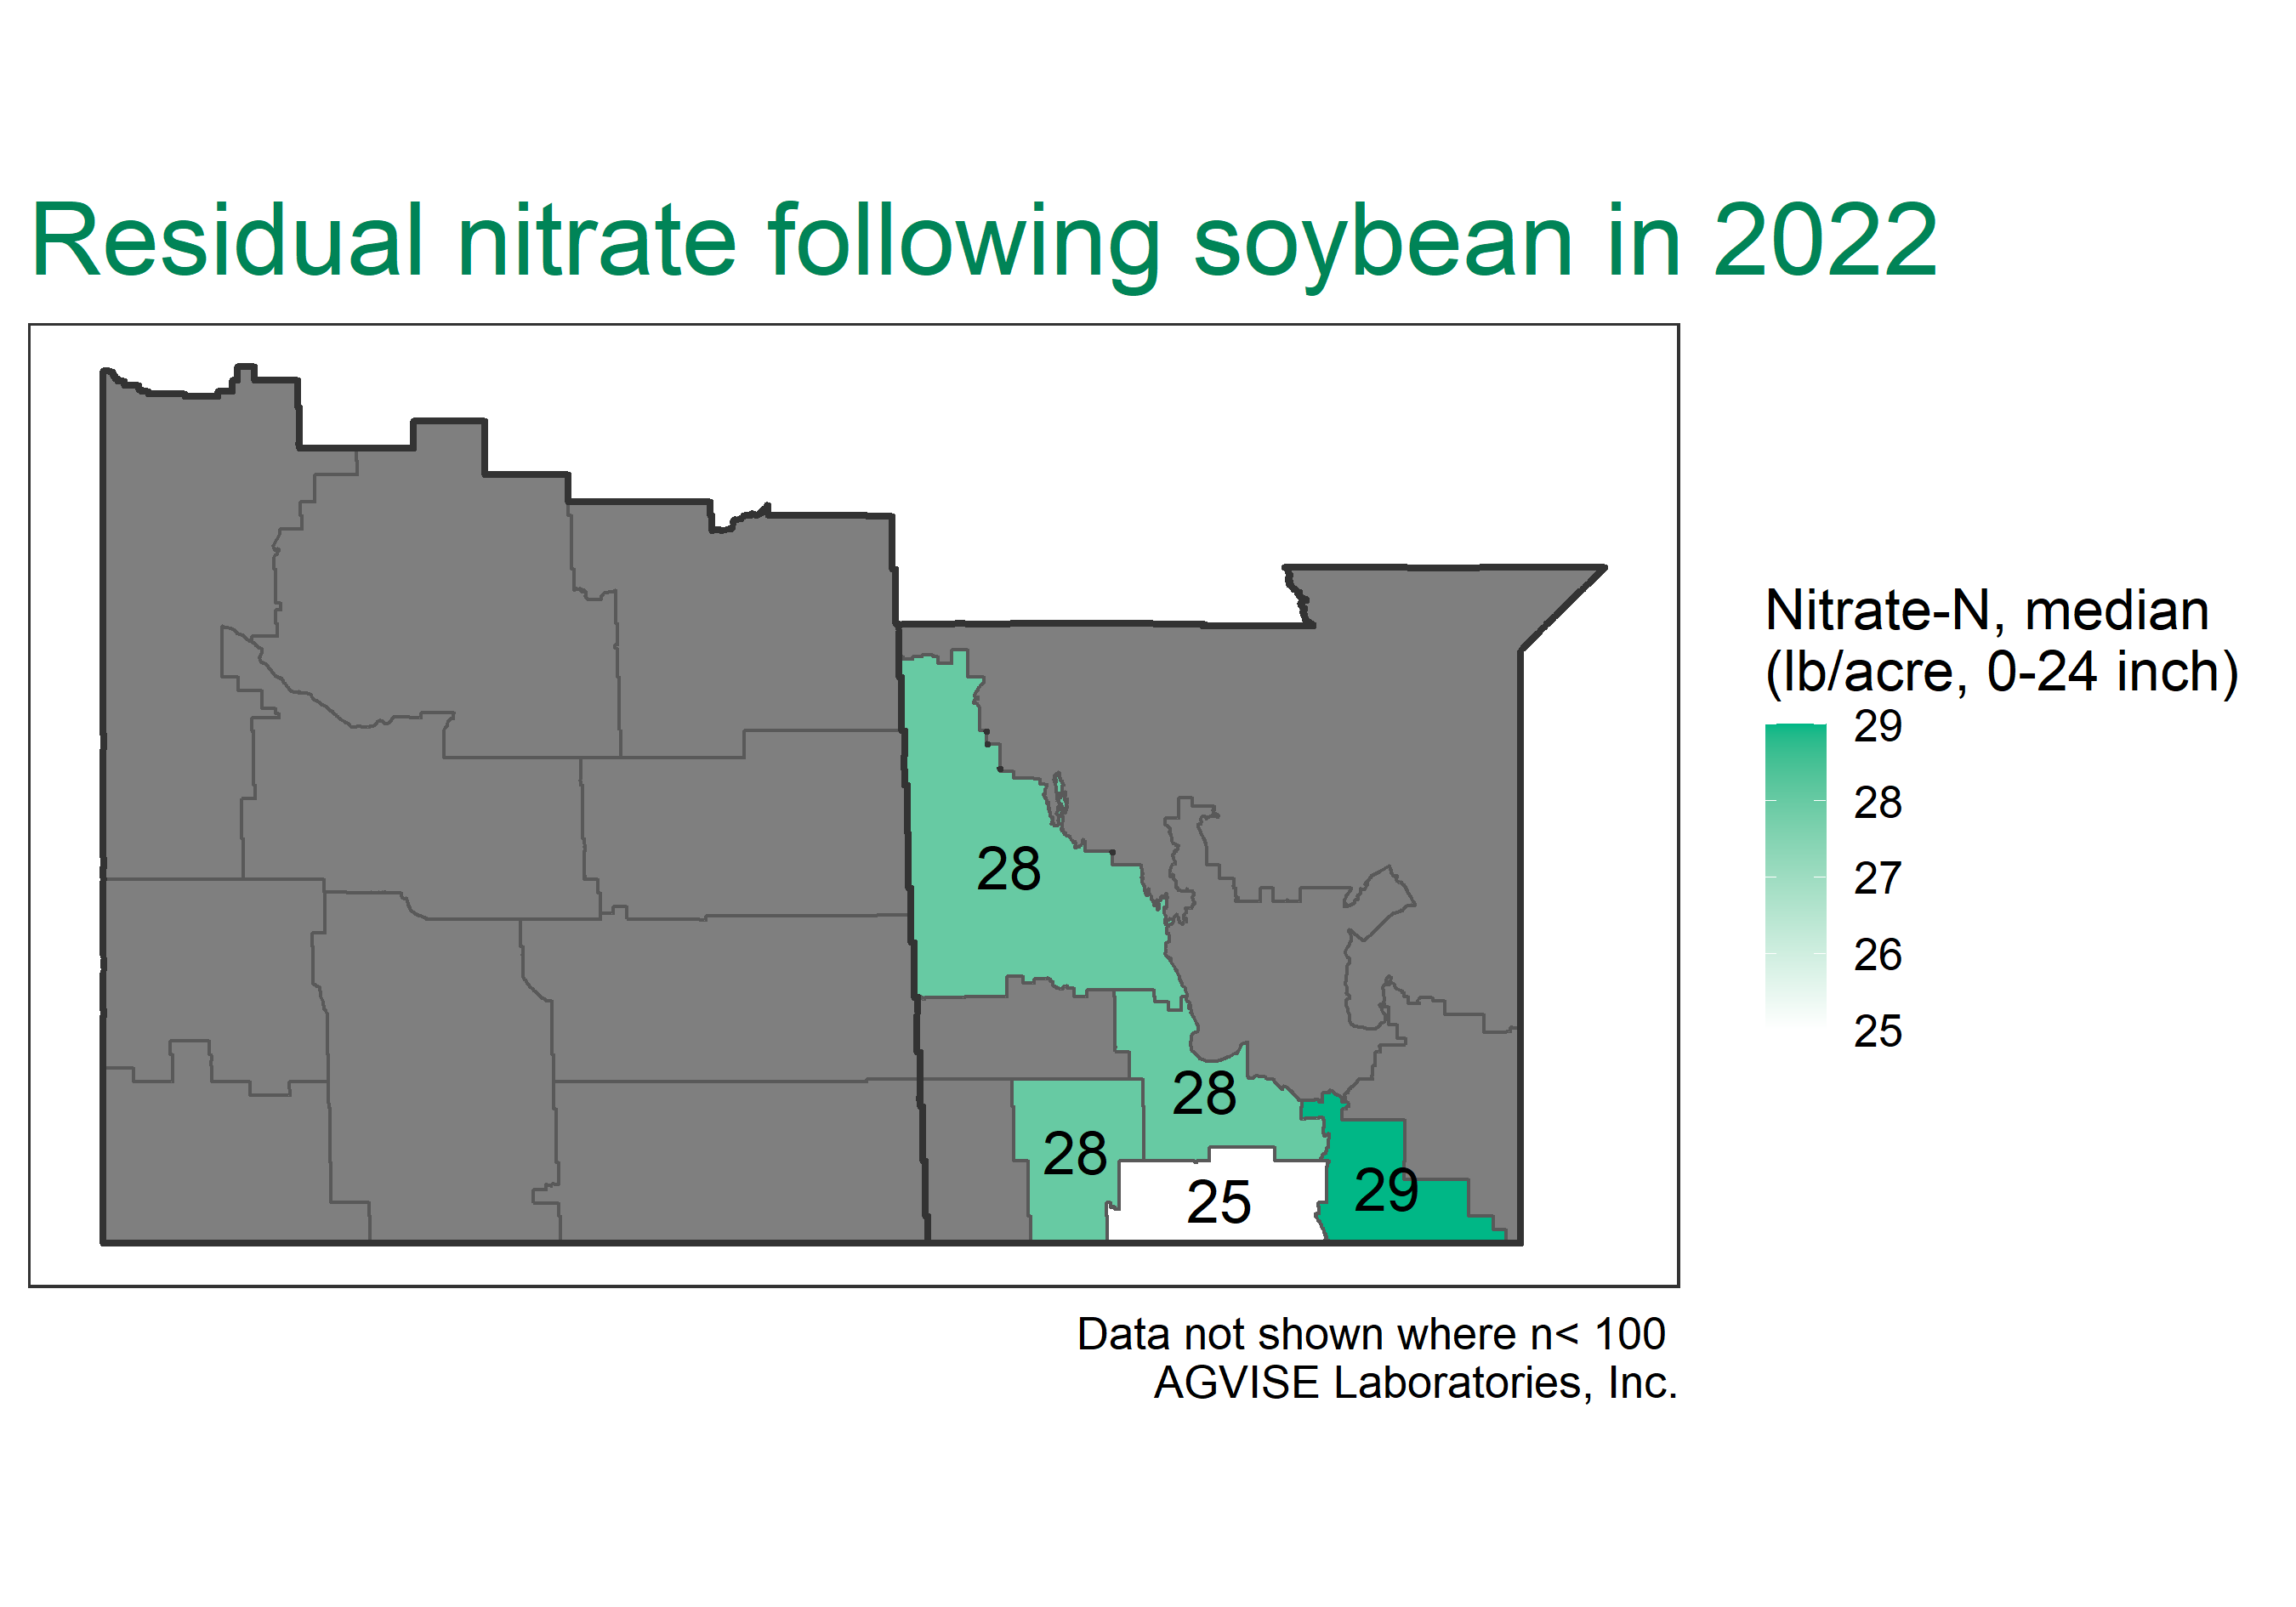 Residual nitrate following soybean in 2022
28
28
28
25
29
Nitrate-N, median
(lb/acre, 0-24 inch)
29
28
27
26
25
Data not shown where n< 100
AGVISE Laboratories, Inc.